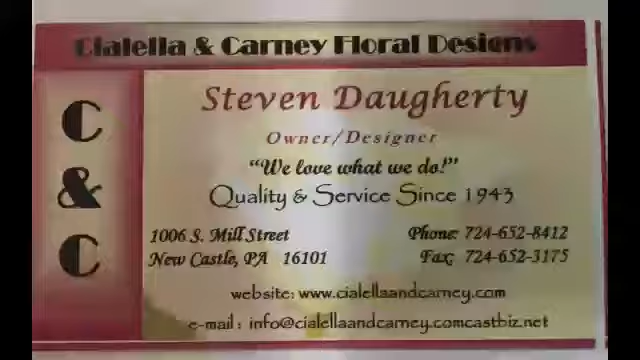 Cialella & Carney Floral Designs
C
&
C
Steven Daugherty
Owner/Designer
“We love what we do!”
Quality & Service Since 1943
1006 S. Mill Street Phone: 724-652-8412
New Castle, PA 16101 Fax: 724-652-3175
website: www.cialellaandcarney.com
e-mail: info@cialellaandcarney.comcastbiz.net